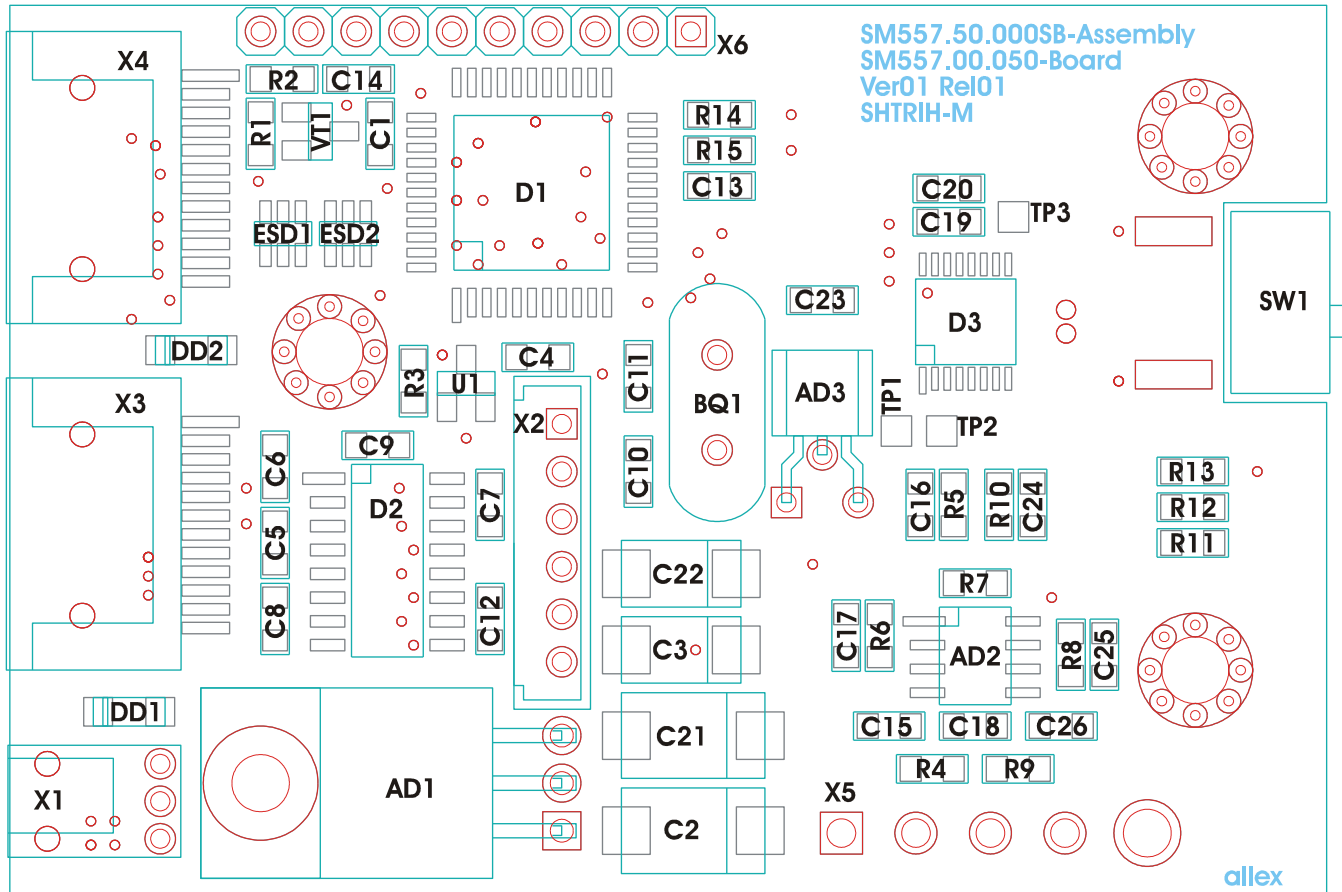 SM557.50.000SB-Assembly
SM557.00.050-Board
Ver01 Rel01
SHTRIH-M
X4
X6
R2
C14
R1
VT1
C1
R14
R15
C13
D1
C20
C19
TP3
ESD1
ESD2
C23
D3
SW1
DD2
R3
U1
C4
C11
BQ1
AD3
TP1
TP2
X3
X2
C9
C6
D2
C7
C10
C16
R5
R10
C24
R13
R12
R11
C5
C22
R7
C8
C12
C3
C17
R6
AD2
R8
C25
DD1
C21
C15
C18
C26
R4
R9
X1
AD1
C2
X5
allex